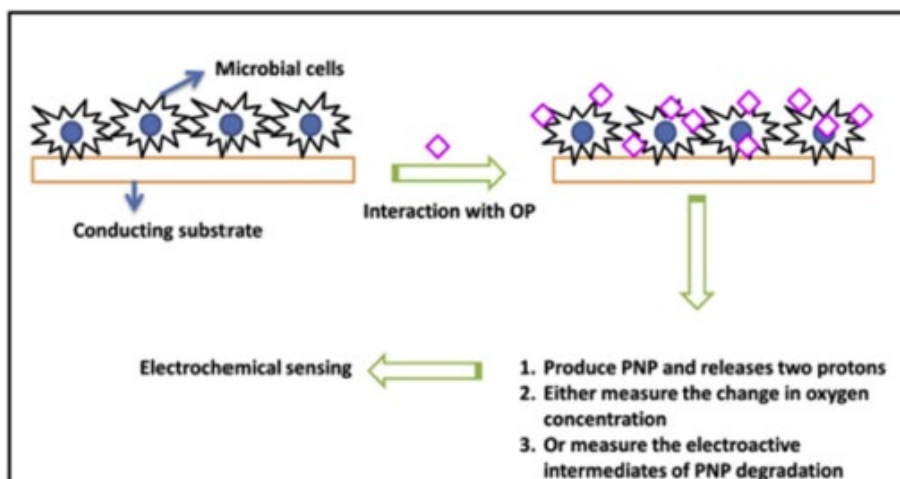 Microbial cells
Interaction with OP
Conducting substrate
Electrochemical sensing
1. Produce PNP and releases two protons
2. Either measure the change in oxygen
concentration
3. Or measure the electroactive
intermediates of PNP degradation